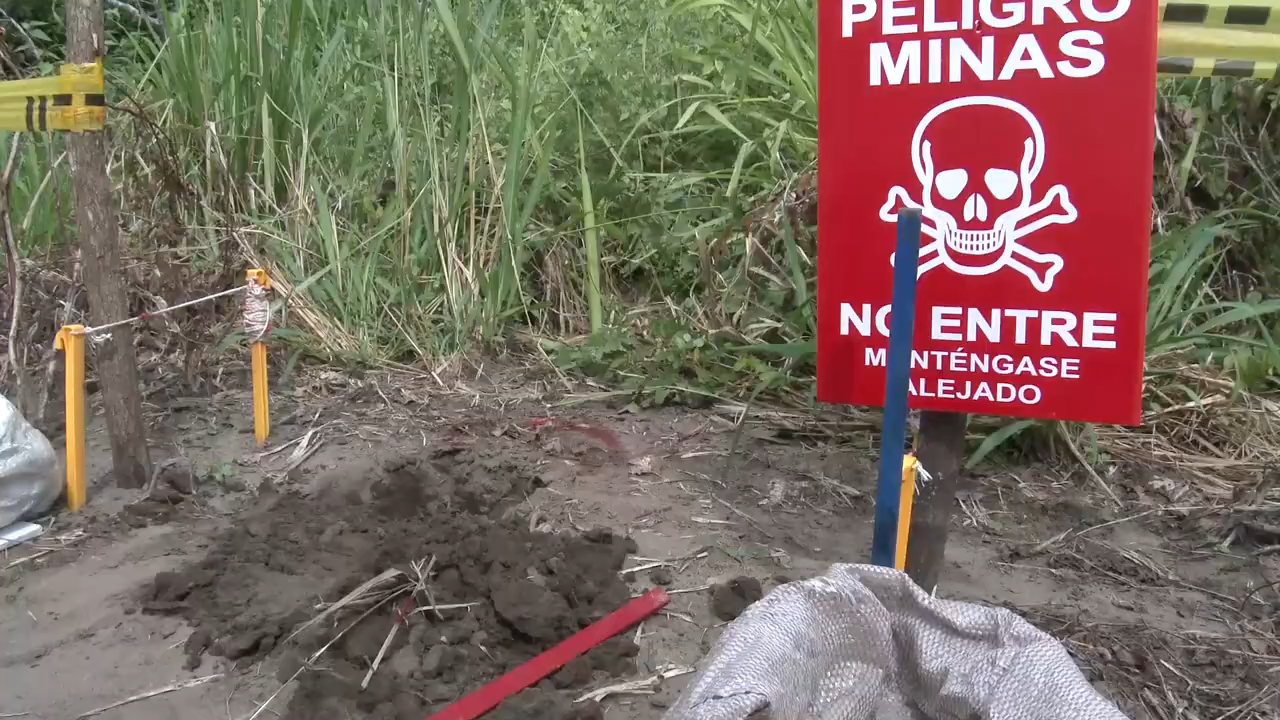 PELIGRO
MINAS
NO ENTRE
MANTÉNGASE
ALEJADO